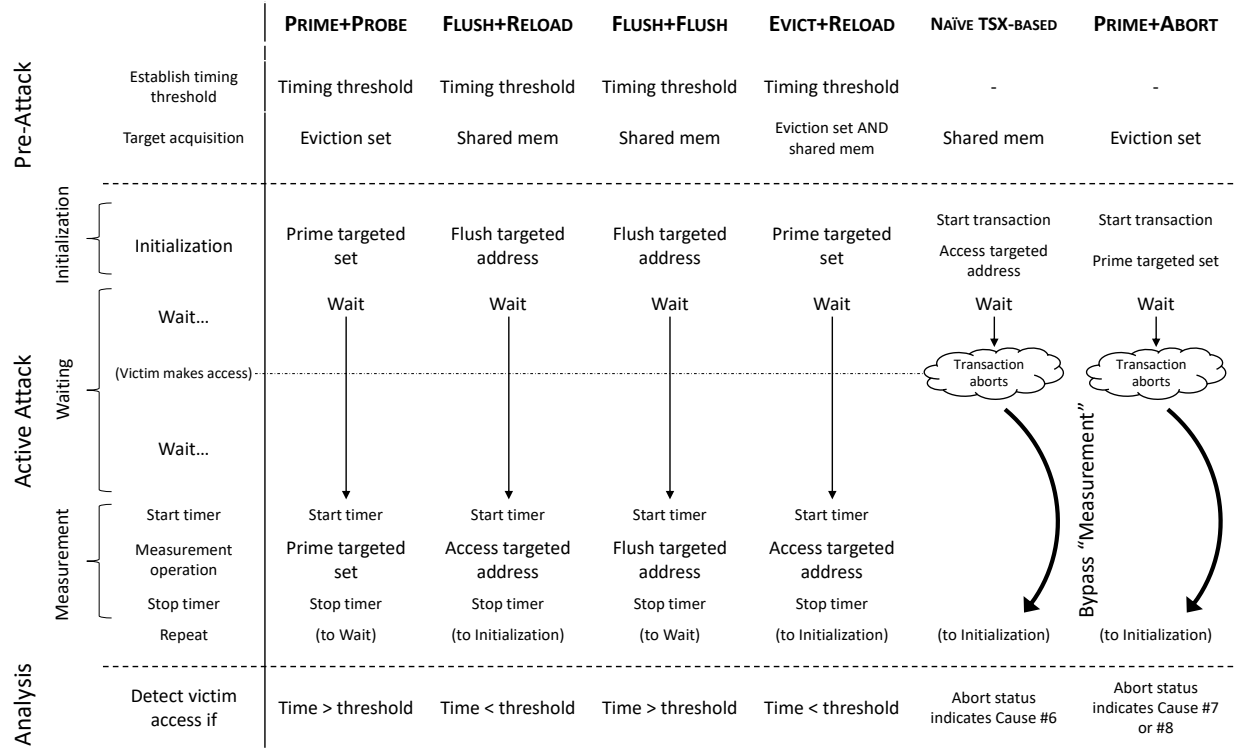 PRIME+PROBE FLUSH+RELOAD FLUSH+FLUSH EVICT+RELOAD NAÏVE TSX-BASED PRIME+ABORT
Pre-Attack
Establish timing
threshold
Timing threshold Timing threshold Timing threshold Timing threshold - -
Target acquisition
Eviction set Shared mem Shared mem
Eviction set AND
shared mem
Shared mem Eviction set
Active Attack
Initialization
Initialization
Prime targeted
set
Flush targeted
address
Flush targeted
address
Prime targeted
set
Start transaction
Access targeted
address
Start transaction
Prime targeted set
Waiting
Wait...
Wait Wait Wait Wait Wait Wait
(Victim makes access)
Transaction
aborts
Transaction
aborts
Wait...
Bypass “Measurement”
Measurement
Start timer Start timer Start timer Start timer Start timer
Measurement
operation
Prime targeted
set
Access targeted
address
Flush targeted
address
Access targeted
address
Stop timer Stop timer Stop timer Stop timer Stop timer
Repeat (to Wait) (to Initialization) (to Wait) (to Initialization) (to Initialization) (to Initialization)
Analysis
Detect victim
access if
Time > threshold Time < threshold Time > threshold Time < threshold
Abort status
indicates Cause #6
Abort status
indicates Cause #7
or #8